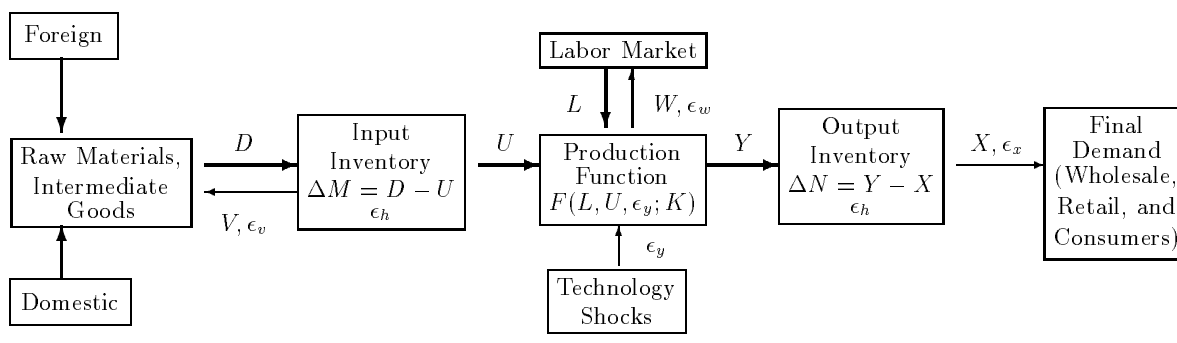 Foreign
Raw Materials,
Intermediate
Goods
Domestic
D
V, ϵ_v
Input
Inventory
ΔM = D − U
ϵ_h
U
Labor Market
L
W, ϵ_w
Production
Function
F(L, U, ϵ_y; K)
ϵ_y
Technology
Shocks
Y
Output
Inventory
ΔN = Y − X
ϵ_h
X, ϵ_x
Final
Demand
(Wholesale,
Retail, and
Consumers)